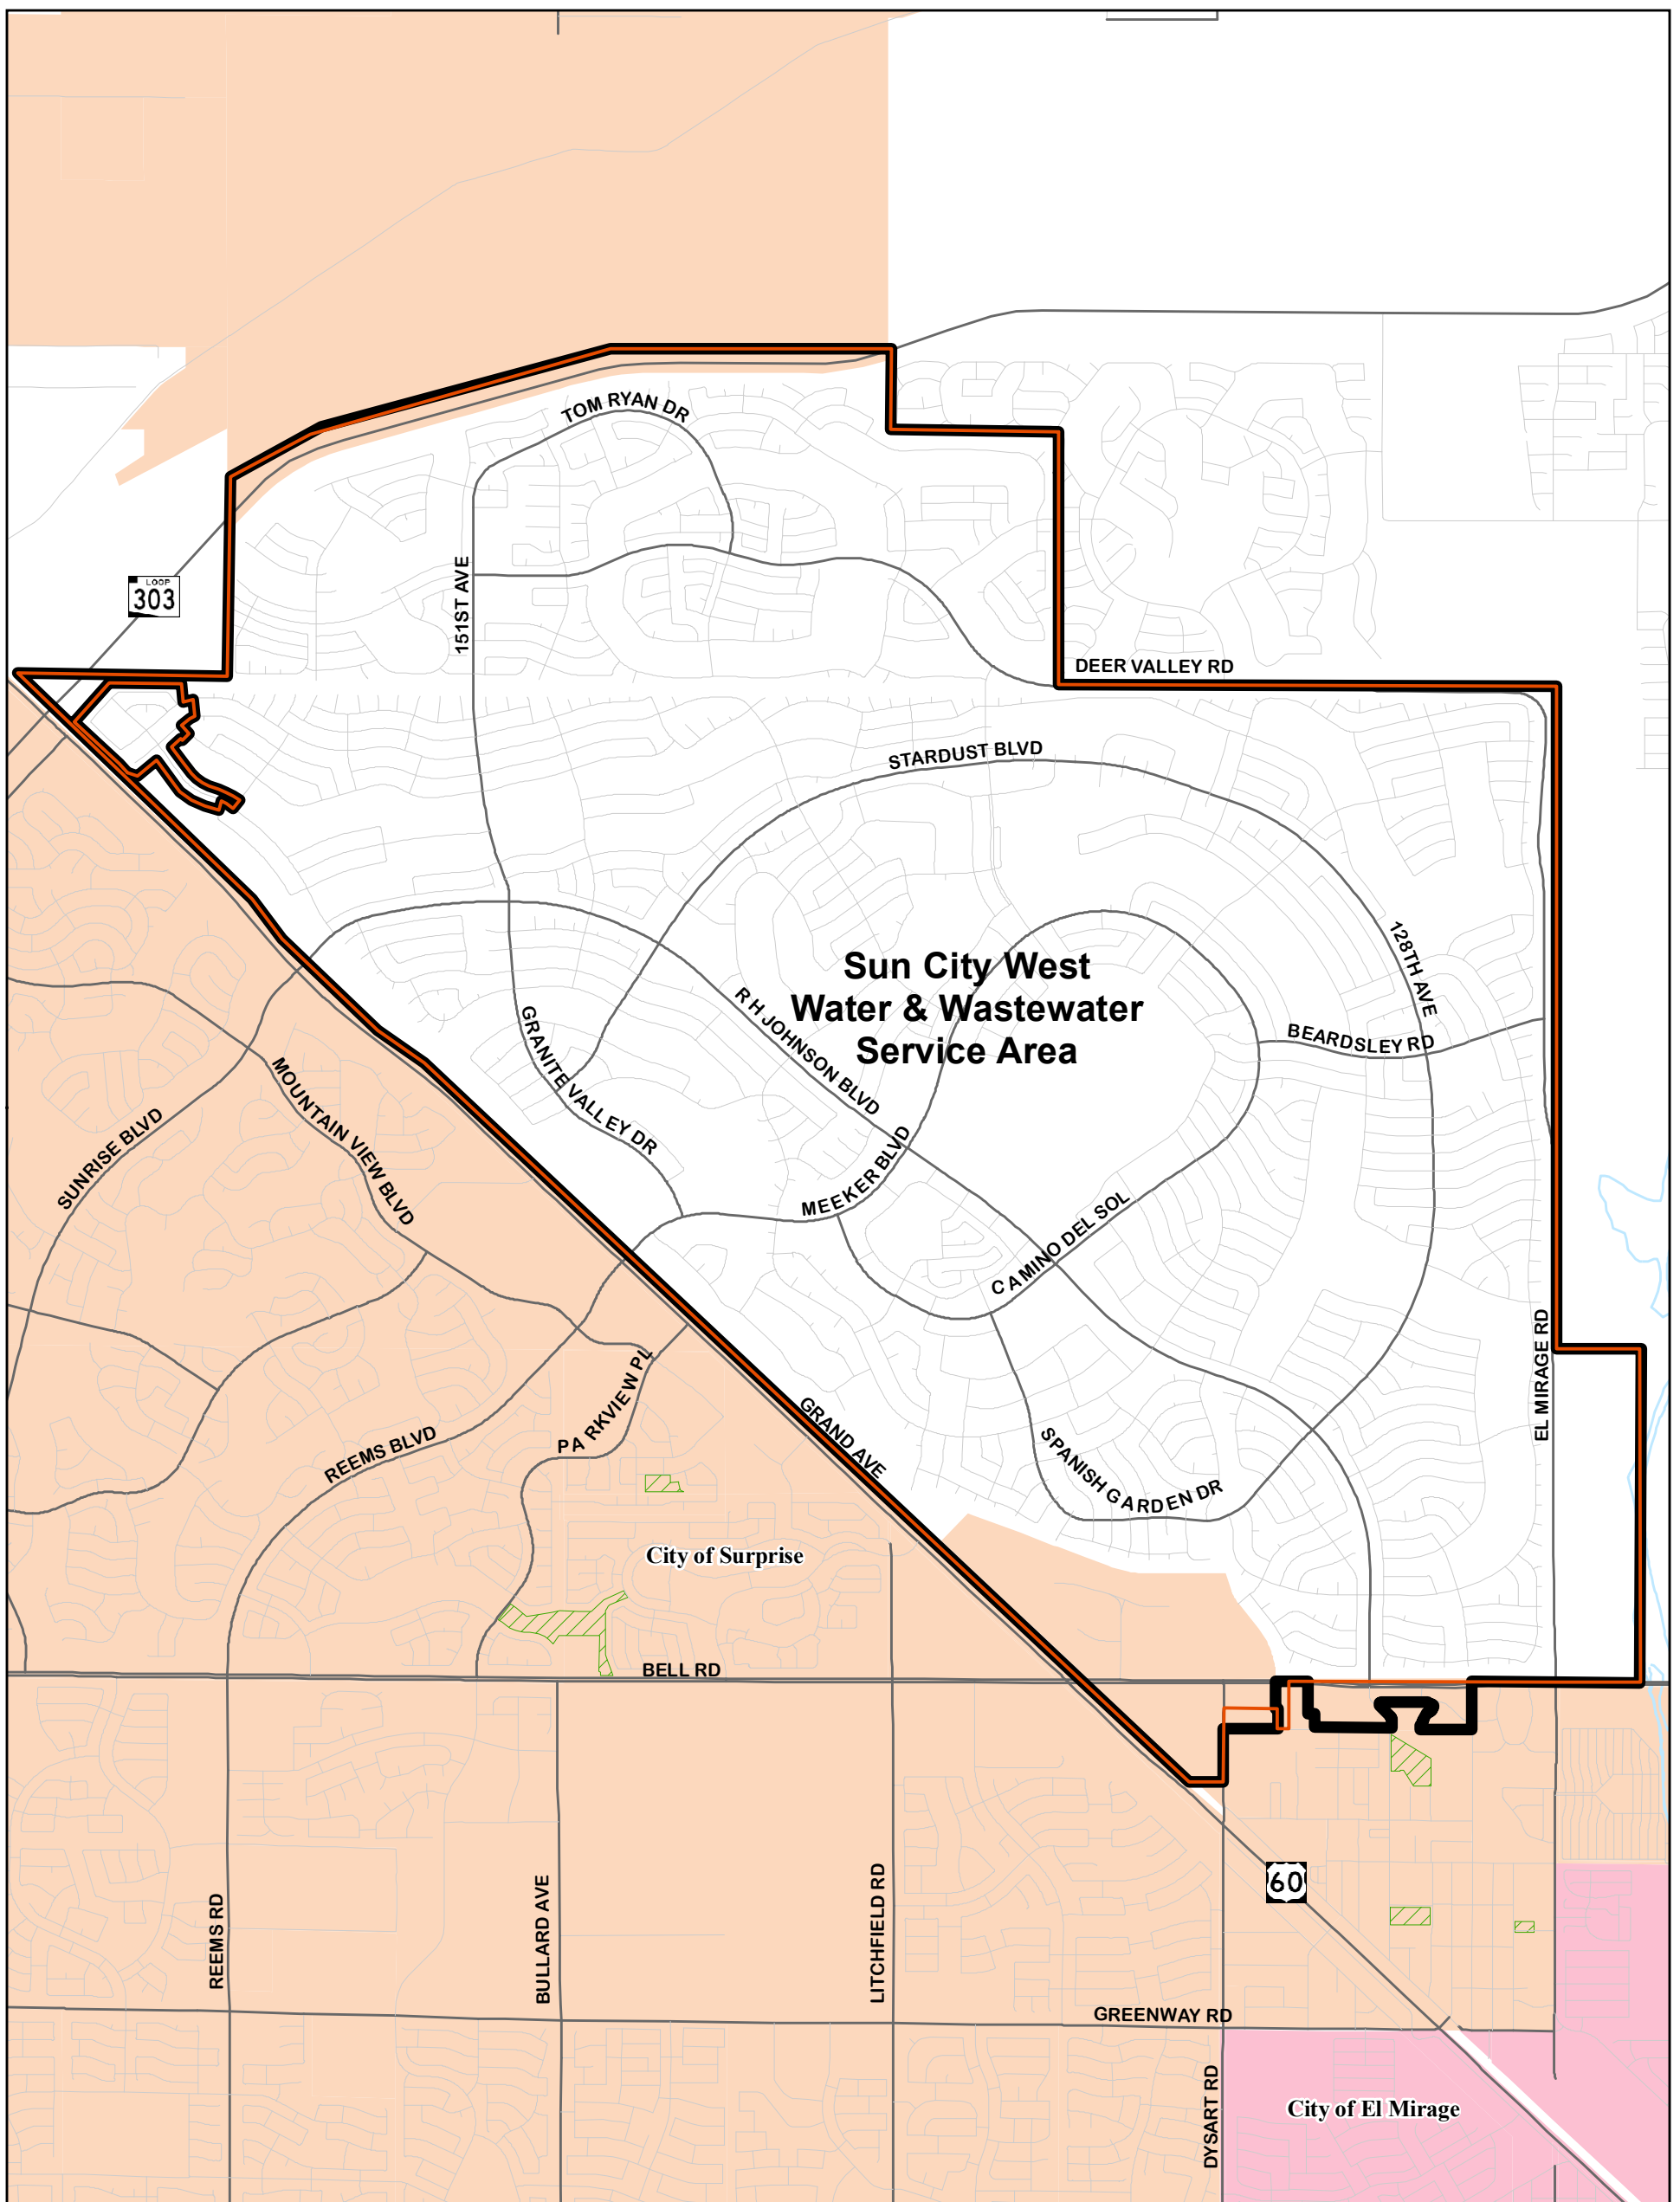 TOM RYAN DR
LOOP
303
151ST AVE
DEER VALLEY RD
STARDUST BLVD
128TH AVE
Sun City West
Water & Wastewater
Service Area
R H JOHNSON BLVD
BEARDSLEY RD
GRANITE VALLEY DR
MOUNTAIN VIEW BLVD
SUNRISE BLVD
MEEKER BLVD
CAMINO DEL SOL
EL MIRAGE RD
PARKVIEW PL
GRAND AVE
REEMS BLVD
SPANISH GARDEN DR
City of Surprise
BELL RD
60
REEMS RD
BULLARD AVE
LITCHFIELD RD
GREENWAY RD
DYSART RD
City of El Mirage